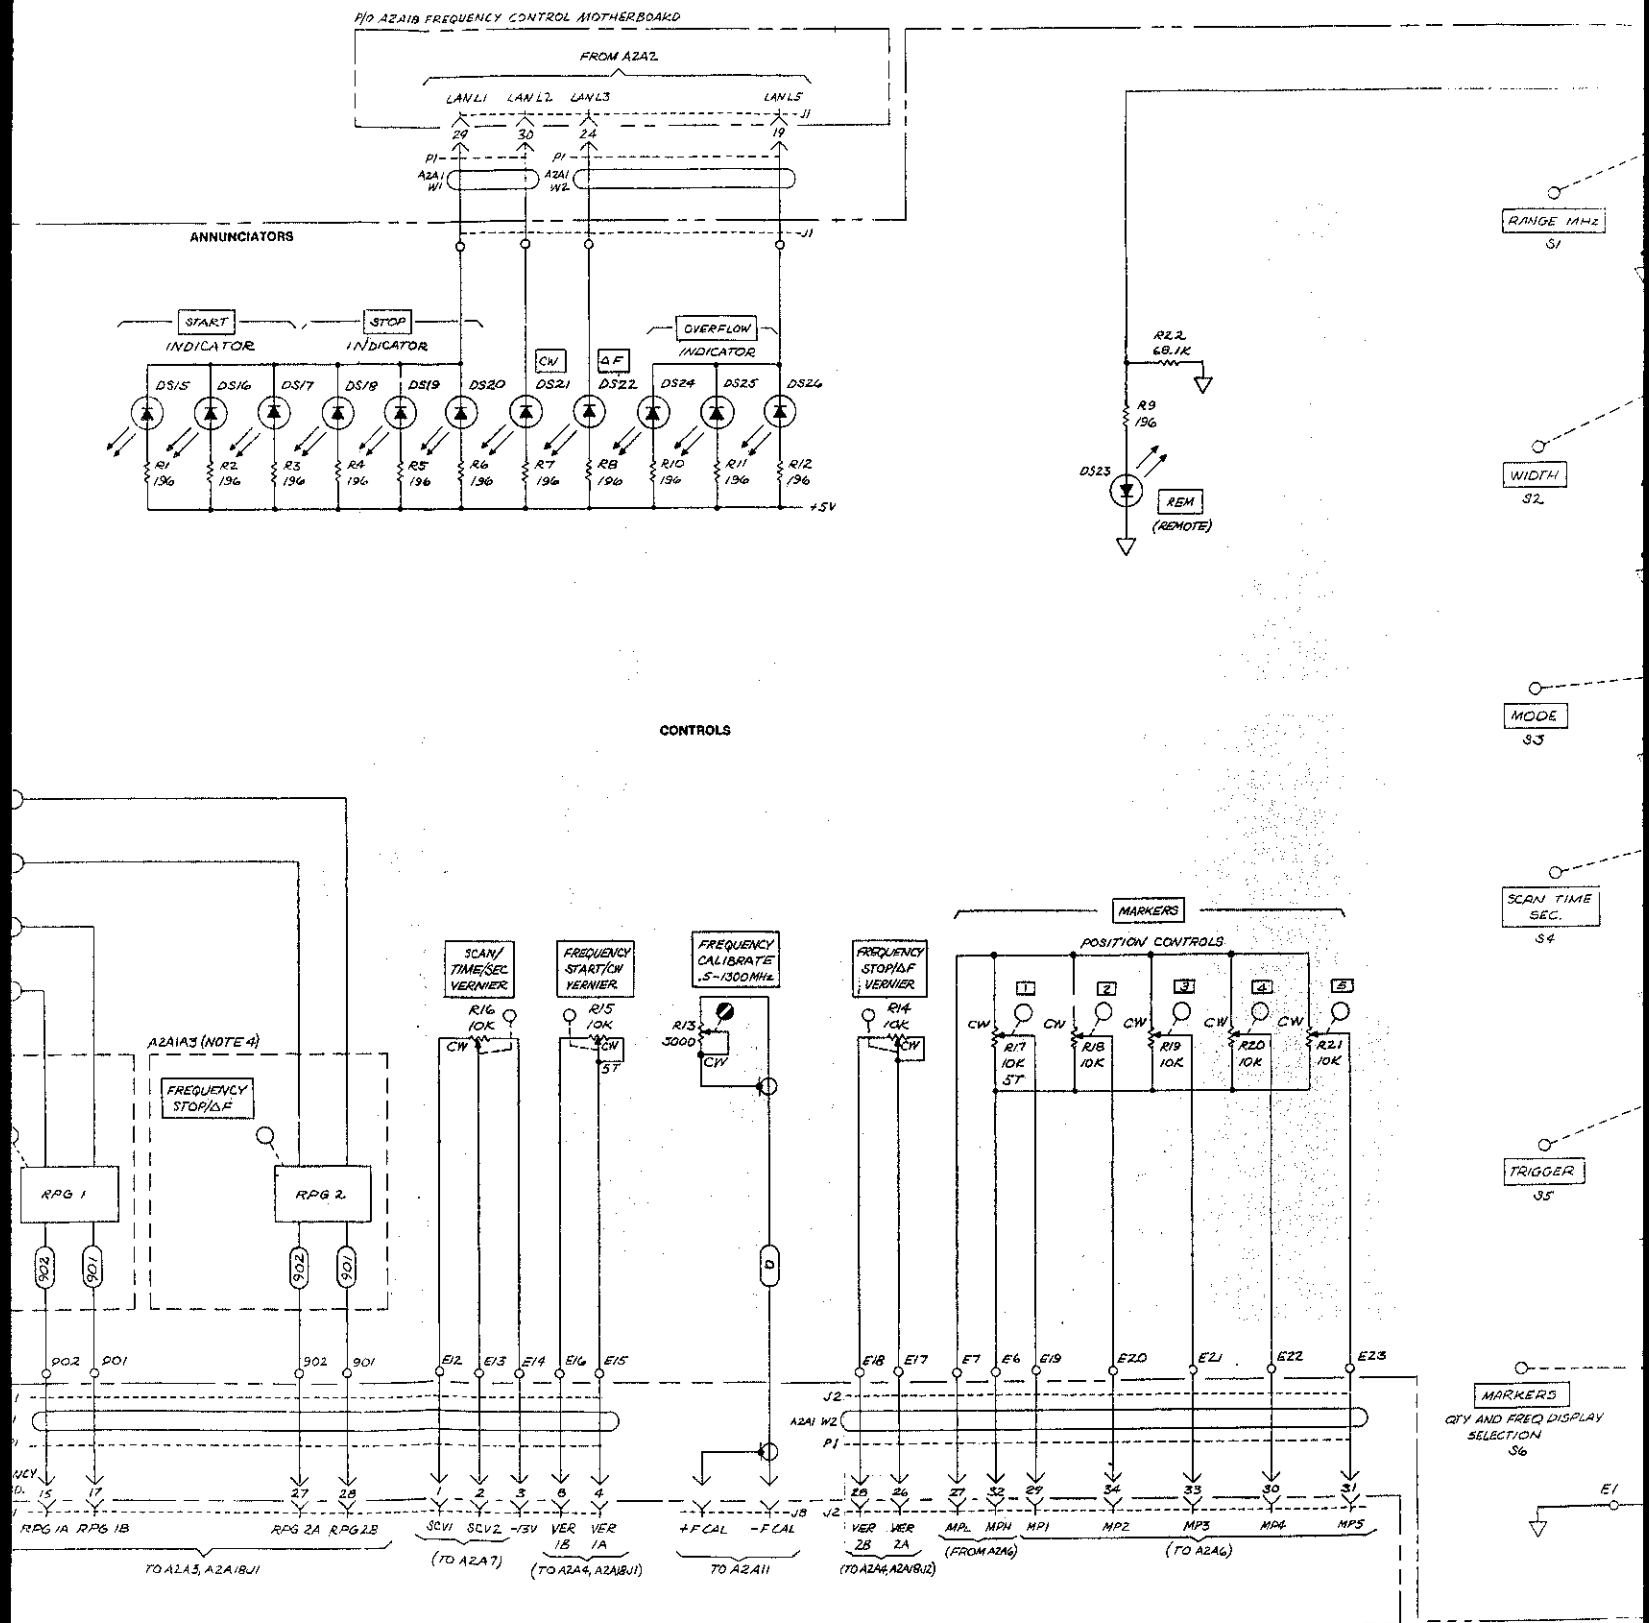 P/O A2A18 FREQUENCY CONTROL MOTHERBOARD
FROM A2A2
LANL1 LANL2 LANL3 LANL5
J1
29 30 24 19
P1 P1
A2A1 W1
A2A1 W2
ANNUNCIATORS
J1
START
INDICATOR
STOP
INDICATOR
CW
ΔF
OVERFLOW
INDICATOR
DS15 DS16 DS17 DS18 DS19 DS20 DS21 DS22 DS24 DS25 DS26
R1 R2 R3 R4 R5 R6 R7 R8 R10 R11 R12
196 196 196 196 196 196 196 196 196 196 196
+5V
R22
68.1K
R9
196
DS23
REM
(REMOTE)
RANGE MHz
S1
WIDTH
S2
MODE
S3
SCAN TIME
SEC.
S4
TRIGGER
S5
MARKERS
QTY AND FREQ DISPLAY
SELECTION
S6
E1
CONTROLS
A2A1A3 (NOTE 4)
FREQUENCY
STOP/ΔF
RPG 1
RPG 2
902 901 902 901
SCAN/
TIME/SEC
VERNIER
R16
10K
CW
FREQUENCY
START/CW
VERNIER
R15
10K
CW
5T
FREQUENCY
CALIBRATE
.5-1300MHz
R13
5000
CW
D
FREQUENCY
STOP/ΔF
VERNIER
R14
10K
CW
MARKERS
POSITION CONTROLS
1 2 3 4 5
CW CW CW CW CW
R17 R18 R19 R20 R21
10K 10K 10K 10K 10K
5T
902 901 902 901 E12 E13 E14 E16 E15 E18 E17 E7 E6 E19 E20 E21 E22 E23
J2
A2A1 W2
P1
15 17 27 28 1 2 3 8 4 28 26 27 32 29 34 33 30 31
J8 J2
RPG1A RPG1B RPG2A RPG2B SCV1 SCV2 -13V VER 1B VER 1A +FCAL -FCAL VER 2B VER 2A MPL MPH MP1 MP2 MP3 MP4 MP5
TO A2A3, A2A18J1
(TO A2A7)
(TO A2A4, A2A18J1)
TO A2A11
(TO A2A4, A2A18J2)
(FROM A2A6)
(TO A2A6)